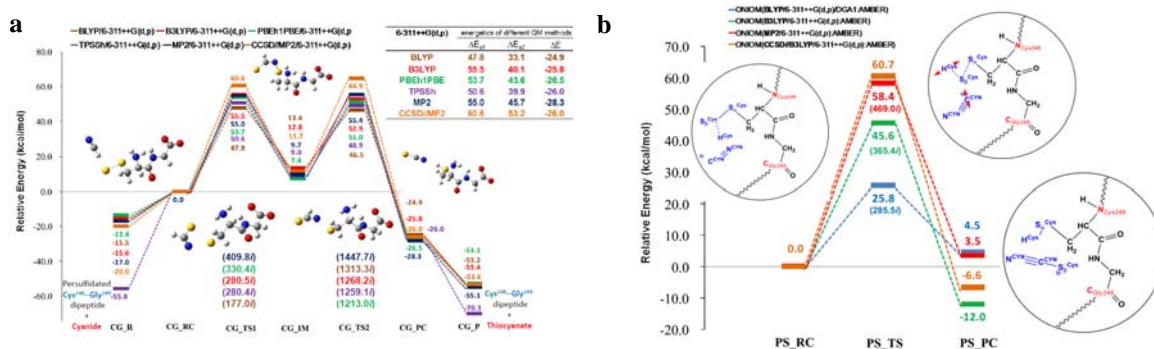 a
BLYP/6-311++G(d,p) B3LYP/6-311++G(d,p) PBEh1PBE/6-311++G(d,p)
TPSSh/6-311++G(d,p) MP2/6-311++G(d,p) CCSD//MP2/6-311++G(d,p)
6-311++G(d,p) energetics of different QM methods
BLYP 47.8 33.1 -24.9
B3LYP 55.5 40.1 -25.8
PBEh1PBE 53.7 43.6 -26.5
TPSSh 50.6 39.9 -26.0
MP2 55.0 45.7 -28.3
CCSD//MP2 60.6 53.2 -26.0
Relative Energy (kcal/mol)
80.0
60.0
40.0
20.0
0.0
-20.0
-40.0
-60.0
-13.4
-15.5
-15.6
-17.0
-20.0
-55.8
0.0
60.6
55.5
55.0
53.7
50.6
47.8
13.4
12.8
11.7
9.7
9.0
7.4
64.9
55.4
52.9
51.0
48.9
46.5
-24.9
-25.8
-26.0 -26.0
-26.5
-28.3
-53.1
-53.2
-53.4
-53.6
-55.1
-70.3
(409.8i)
(330.4i)
(280.5i)
(280.4i)
(177.0i)
(1447.7i)
(1313.3i)
(1268.2i)
(1259.1i)
(1213.0i)
Persulfidated
Cys248–Gly249
dipeptide
+
Cyanide
Cys248–Gly249
dipeptide
+
Thiocyanate
CG_R CG_RC CG_TS1 CG_IM CG_TS2 CG_PC CG_P
b
ONIOM(BLYP/6-311++G(d,p)/DGA1:AMBER)
ONIOM(B3LYP/6-311++G(d,p):AMBER)
ONIOM(MP2/6-311++G(d,p):AMBER)
ONIOM(CCSD//B3LYP/6-311++G(d,p):AMBER)
Relative Energy (kcal/mol)
70.0
60.0
50.0
40.0
30.0
20.0
10.0
0.0
-10.0
-20.0
0.0
60.7
58.4
(469.0i)
45.6
(365.4i)
25.8
(285.5i)
4.5
3.5
-6.6
-12.0
PS_RC PS_TS PS_PC